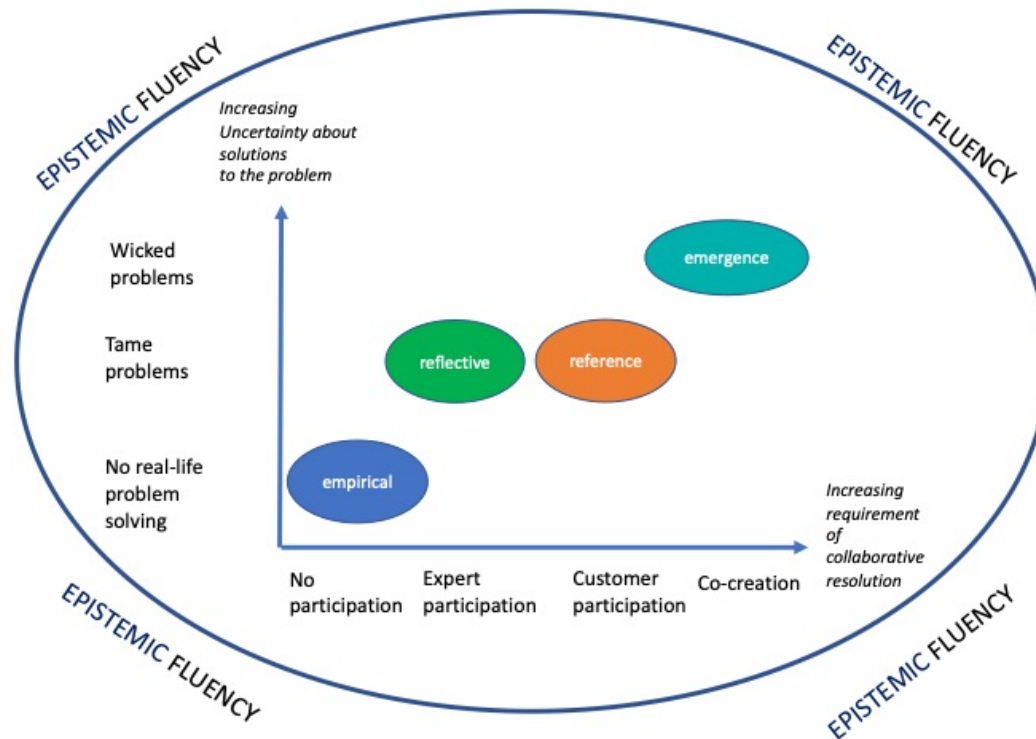 EPISTEMIC FLUENCY
EPISTEMIC FLUENCY
Increasing
Uncertainty about
solutions
to the problem
Wicked
problems
emergence
Tame
problems
reflective
reference
No real-life
problem
solving
empirical
Increasing
requirement
of
collaborative
resolution
No
participation
Expert
participation
Customer
participation
Co-creation
EPISTEMIC FLUENCY
EPISTEMIC FLUENCY